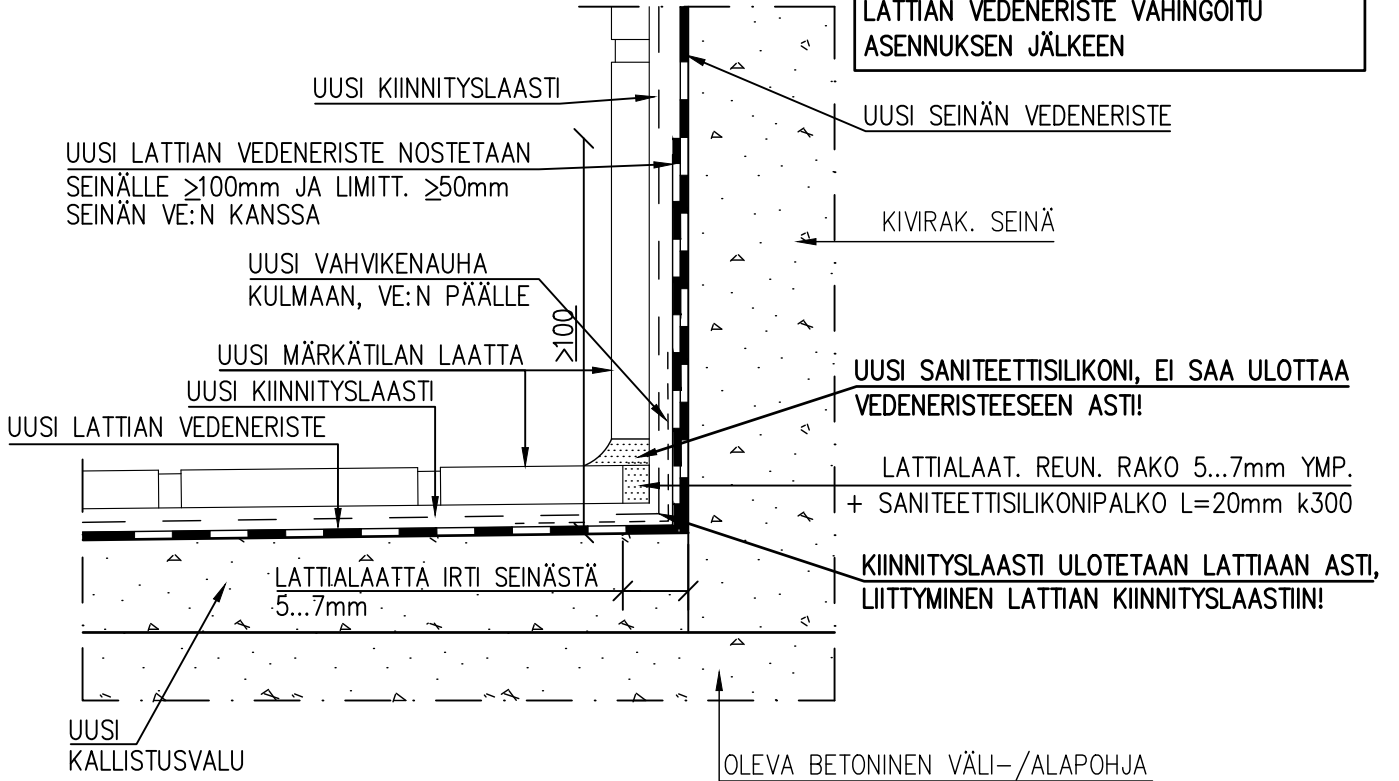 LATTIAN VEDENERISTE VAHINGOITU
ASENNUKSEN JÄLKEEN
UUSI KIINNITYSLAASTI
UUSI SEINÄN VEDENERISTE
UUSI LATTIAN VEDENERISTE NOSTETAAN
SEINÄLLE ≥100mm JA LIMITT. ≥50mm
SEINÄN VE:N KANSSA
KIVIRAK. SEINÄ
UUSI VAHVIKENAUHA
KULMAAN, VE:N PÄÄLLE
≥100
UUSI MÄRKÄTILAN LAATTA
UUSI KIINNITYSLAASTI
UUSI LATTIAN VEDENERISTE
UUSI SANITEETTISILIKONI, EI SAA ULOTTAA
VEDENERISTEESEEN ASTI!
LATTIALAAT. REUN. RAKO 5...7mm YMP.
+ SANITEETTISILIKONIPALKO L=20mm k300
LATTIALAATTA IRTI SEINÄSTÄ
5...7mm
KIINNITYSLAASTI ULOTETAAN LATTIAAN ASTI,
LIITTYMINEN LATTIAN KIINNITYSLAASTIIN!
UUSI
KALLISTUSVALU
OLEVA BETONINEN VÄLI-/ALAPOHJA